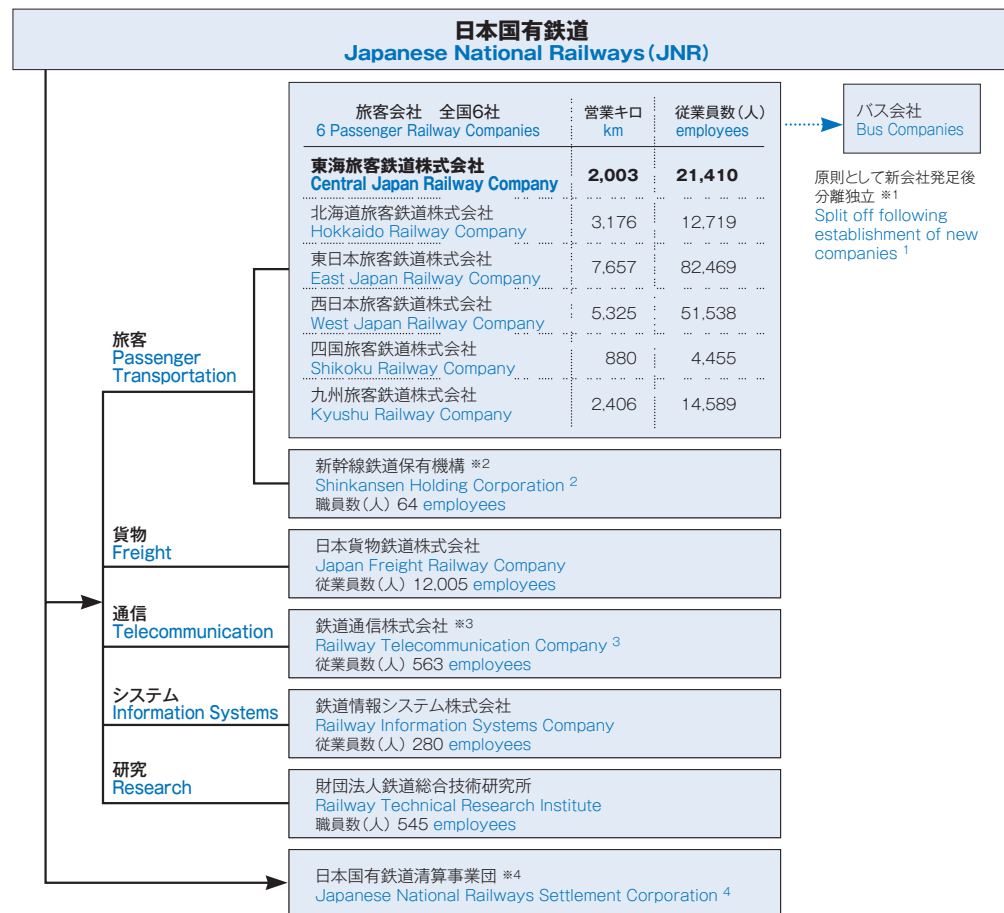 日本国有鉄道
Japanese National Railways(JNR)
旅客会社　全国6社 営業キロ 従業員数(人)
6 Passenger Railway Companies km employees
東海旅客鉄道株式会社
Central Japan Railway Company 2,003 21,410
北海道旅客鉄道株式会社
Hokkaido Railway Company 3,176 12,719
東日本旅客鉄道株式会社
East Japan Railway Company 7,657 82,469
西日本旅客鉄道株式会社
West Japan Railway Company 5,325 51,538
四国旅客鉄道株式会社
Shikoku Railway Company 880 4,455
九州旅客鉄道株式会社
Kyushu Railway Company 2,406 14,589
バス会社
Bus Companies
原則として新会社発足後
分離独立 ※1
Split off following
establishment of new
companies 1
旅客
Passenger
Transportation
新幹線鉄道保有機構 ※2
Shinkansen Holding Corporation 2
職員数(人) 64 employees
貨物
Freight
日本貨物鉄道株式会社
Japan Freight Railway Company
従業員数(人) 12,005 employees
通信
Telecommunication
鉄道通信株式会社 ※3
Railway Telecommunication Company 3
従業員数(人) 563 employees
システム
Information Systems
鉄道情報システム株式会社
Railway Information Systems Company
従業員数(人) 280 employees
研究
Research
財団法人鉄道総合技術研究所
Railway Technical Research Institute
職員数(人) 545 employees
日本国有鉄道清算事業団 ※4
Japanese National Railways Settlement Corporation 4